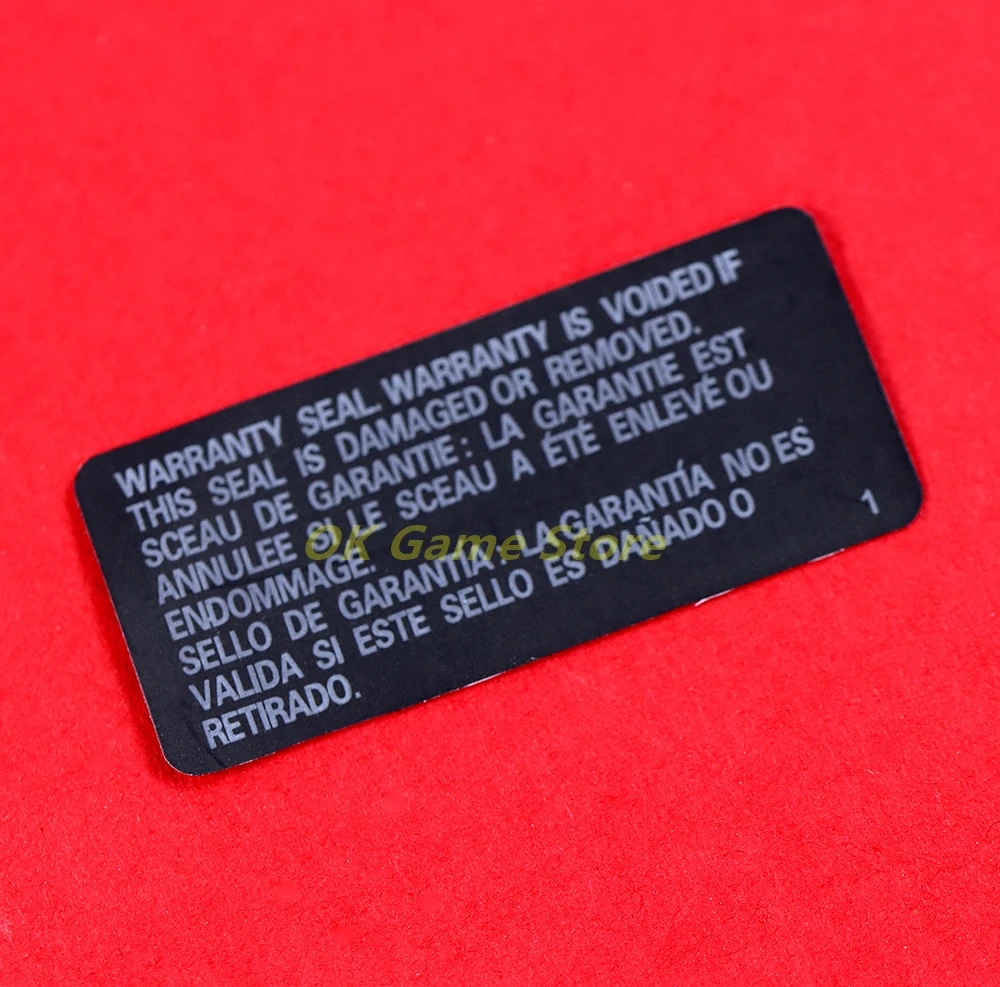 WARRANTY SEAL. WARRANTY IS VOIDED IF
THIS SEAL IS DAMAGED OR REMOVED.
SCEAU DE GARANTIE : LA GARANTIE EST
ANNULEE SI LE SCEAU A ÉTÉ ENLEVÉ OU
ENDOMMAGE.
SELLO DE GARANTIA : LA GARANTÍA NO ES
VALIDA SI ESTE SELLO ES DAÑADO O
RETIRADO.
1
OK Game Store